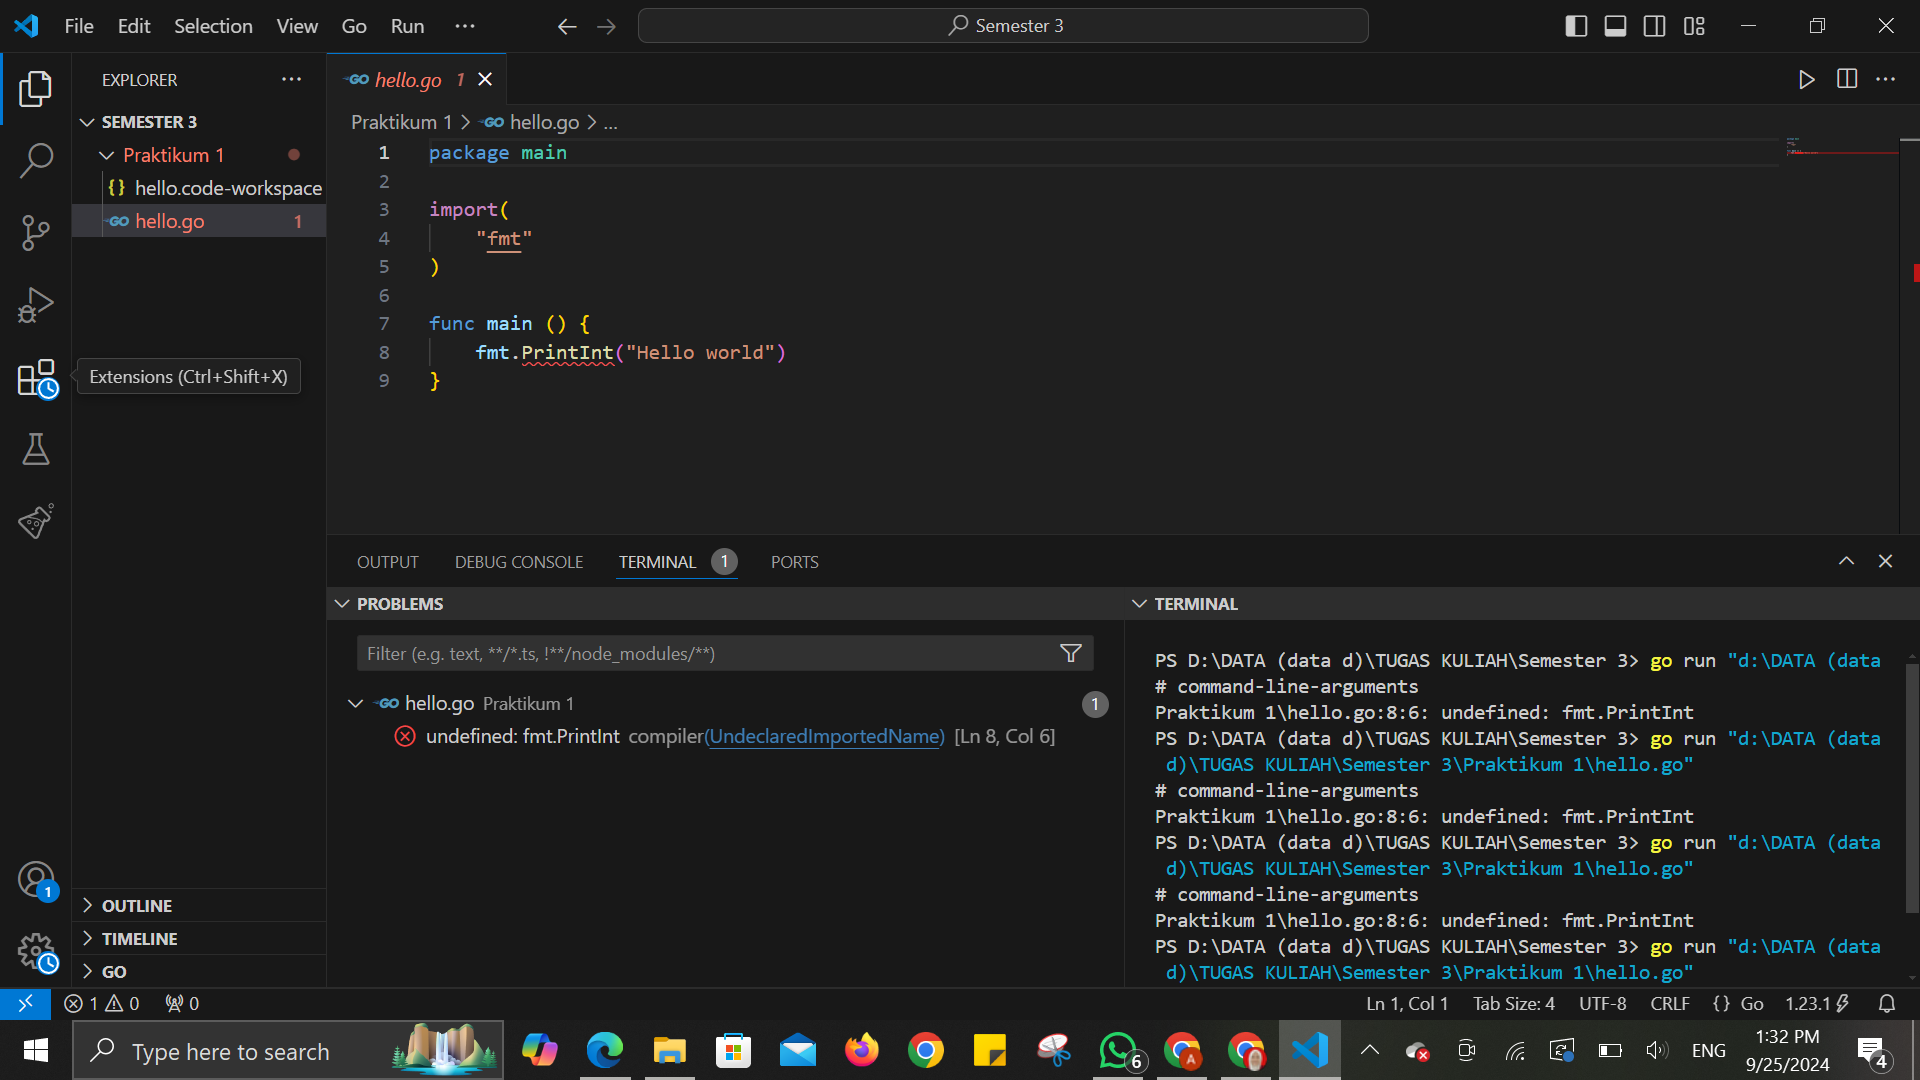 File Edit Selection View Go Run ··· Semester 3
EXPLORER ···
SEMESTER 3
Praktikum 1
{} hello.code-workspace
GO hello.go 1
Extensions (Ctrl+Shift+X)
1
OUTLINE
TIMELINE
GO
GO hello.go 1
Praktikum 1 > GO hello.go > ...
1 package main
2
3 import(
4 "fmt"
5 )
6
7 func main () {
8 fmt.PrintInt("Hello world")
9 }
OUTPUT DEBUG CONSOLE TERMINAL 1 PORTS
PROBLEMS
Filter (e.g. text, **/*.ts, !**/node_modules/**)
GO hello.go Praktikum 1 1
undefined: fmt.PrintInt compiler(UndeclaredImportedName) [Ln 8, Col 6]
TERMINAL
PS D:\DATA (data d)\TUGAS KULIAH\Semester 3> go run "d:\DATA (data
# command-line-arguments
Praktikum 1\hello.go:8:6: undefined: fmt.PrintInt
PS D:\DATA (data d)\TUGAS KULIAH\Semester 3> go run "d:\DATA (data
d)\TUGAS KULIAH\Semester 3\Praktikum 1\hello.go"
# command-line-arguments
Praktikum 1\hello.go:8:6: undefined: fmt.PrintInt
PS D:\DATA (data d)\TUGAS KULIAH\Semester 3> go run "d:\DATA (data
d)\TUGAS KULIAH\Semester 3\Praktikum 1\hello.go"
# command-line-arguments
Praktikum 1\hello.go:8:6: undefined: fmt.PrintInt
PS D:\DATA (data d)\TUGAS KULIAH\Semester 3> go run "d:\DATA (data
d)\TUGAS KULIAH\Semester 3\Praktikum 1\hello.go"
1 0 0 Ln 1, Col 1 Tab Size: 4 UTF-8 CRLF {} Go 1.23.1
Type here to search 6 A ENG 1:32 PM
9/25/2024 4